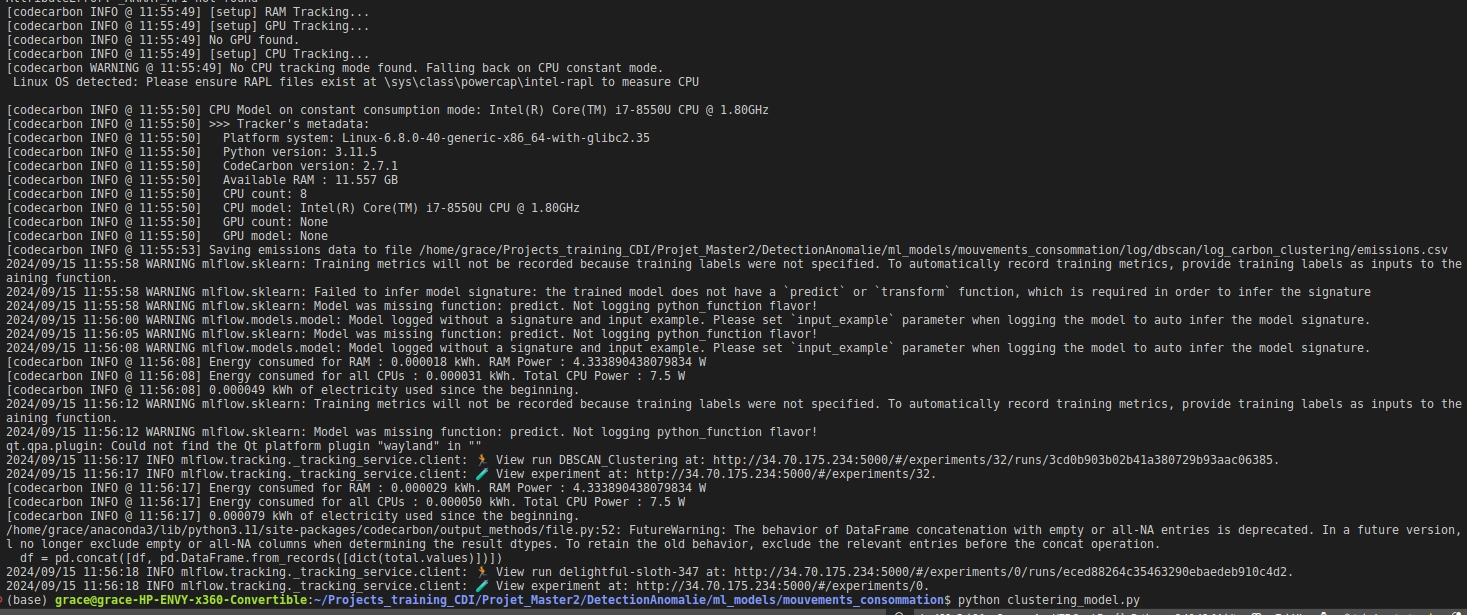 [codecarbon INFO @ 11:55:49] [setup] RAM Tracking...
[codecarbon INFO @ 11:55:49] [setup] GPU Tracking...
[codecarbon INFO @ 11:55:49] No GPU found.
[codecarbon INFO @ 11:55:49] [setup] CPU Tracking...
[codecarbon WARNING @ 11:55:49] No CPU tracking mode found. Falling back on CPU constant mode.
 Linux OS detected: Please ensure RAPL files exist at \sys\class\powercap\intel-rapl to measure CPU

[codecarbon INFO @ 11:55:50] CPU Model on constant consumption mode: Intel(R) Core(TM) i7-8550U CPU @ 1.80GHz
[codecarbon INFO @ 11:55:50] >>> Tracker's metadata:
[codecarbon INFO @ 11:55:50]   Platform system: Linux-6.8.0-40-generic-x86_64-with-glibc2.35
[codecarbon INFO @ 11:55:50]   Python version: 3.11.5
[codecarbon INFO @ 11:55:50]   CodeCarbon version: 2.7.1
[codecarbon INFO @ 11:55:50]   Available RAM : 11.557 GB
[codecarbon INFO @ 11:55:50]   CPU count: 8
[codecarbon INFO @ 11:55:50]   CPU model: Intel(R) Core(TM) i7-8550U CPU @ 1.80GHz
[codecarbon INFO @ 11:55:50]   GPU count: None
[codecarbon INFO @ 11:55:50]   GPU model: None
[codecarbon INFO @ 11:55:53] Saving emissions data to file /home/grace/Projects_training_CDI/Projet_Master2/DetectionAnomalie/ml_models/mouvements_consommation/log/dbscan/log_carbon_clustering/emissions.csv
2024/09/15 11:55:58 WARNING mlflow.sklearn: Training metrics will not be recorded because training labels were not specified. To automatically record training metrics, provide training labels as inputs to the
aining function.
2024/09/15 11:55:58 WARNING mlflow.sklearn: Failed to infer model signature: the trained model does not have a `predict` or `transform` function, which is required in order to infer the signature
2024/09/15 11:55:58 WARNING mlflow.sklearn: Model was missing function: predict. Not logging python_function flavor!
2024/09/15 11:56:00 WARNING mlflow.models.model: Model logged without a signature and input example. Please set `input_example` parameter when logging the model to auto infer the model signature.
2024/09/15 11:56:05 WARNING mlflow.sklearn: Model was missing function: predict. Not logging python_function flavor!
2024/09/15 11:56:08 WARNING mlflow.models.model: Model logged without a signature and input example. Please set `input_example` parameter when logging the model to auto infer the model signature.
[codecarbon INFO @ 11:56:08] Energy consumed for RAM : 0.000018 kWh. RAM Power : 4.333890438079834 W
[codecarbon INFO @ 11:56:08] Energy consumed for all CPUs : 0.000031 kWh. Total CPU Power : 7.5 W
[codecarbon INFO @ 11:56:08] 0.000049 kWh of electricity used since the beginning.
2024/09/15 11:56:12 WARNING mlflow.sklearn: Training metrics will not be recorded because training labels were not specified. To automatically record training metrics, provide training labels as inputs to the
aining function.
2024/09/15 11:56:12 WARNING mlflow.sklearn: Model was missing function: predict. Not logging python_function flavor!
qt.qpa.plugin: Could not find the Qt platform plugin "wayland" in ""
2024/09/15 11:56:17 INFO mlflow.tracking._tracking_service.client: 🏃 View run DBSCAN_Clustering at: http://34.70.175.234:5000/#/experiments/32/runs/3cd0b903b02b41a380729b93aac06385.
2024/09/15 11:56:17 INFO mlflow.tracking._tracking_service.client: 🧪 View experiment at: http://34.70.175.234:5000/#/experiments/32.
[codecarbon INFO @ 11:56:17] Energy consumed for RAM : 0.000029 kWh. RAM Power : 4.333890438079834 W
[codecarbon INFO @ 11:56:17] Energy consumed for all CPUs : 0.000050 kWh. Total CPU Power : 7.5 W
[codecarbon INFO @ 11:56:17] 0.000079 kWh of electricity used since the beginning.
/home/grace/anaconda3/lib/python3.11/site-packages/codecarbon/output_methods/file.py:52: FutureWarning: The behavior of DataFrame concatenation with empty or all-NA entries is deprecated. In a future version,
l no longer exclude empty or all-NA columns when determining the result dtypes. To retain the old behavior, exclude the relevant entries before the concat operation.
  df = pd.concat([df, pd.DataFrame.from_records([dict(total.values)])])
2024/09/15 11:56:18 INFO mlflow.tracking._tracking_service.client: 🏃 View run delightful-sloth-347 at: http://34.70.175.234:5000/#/experiments/0/runs/eced88264c35463290ebaedeb910c4d2.
2024/09/15 11:56:18 INFO mlflow.tracking._tracking_service.client: 🧪 View experiment at: http://34.70.175.234:5000/#/experiments/0.
(base) grace@grace-HP-ENVY-x360-Convertible:~/Projects_training_CDI/Projet_Master2/DetectionAnomalie/ml_models/mouvements_consommation$ python clustering_model.py